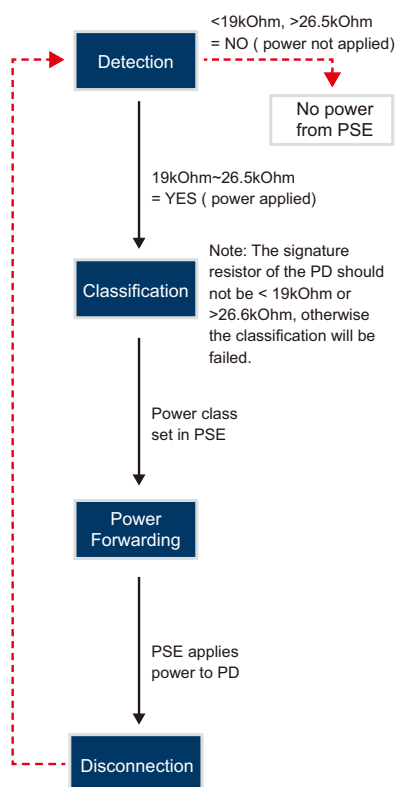 <19kOhm, >26.5kOhm
= NO ( power not applied)
Detection
No power
from PSE
19kOhm~26.5kOhm
= YES ( power applied)
Classification
Note: The signature
resistor of the PD should
not be < 19kOhm or
>26.6kOhm, otherwise
the classification will be
failed.
Power class
set in PSE
Power
Forwarding
PSE applies
power to PD
Disconnection